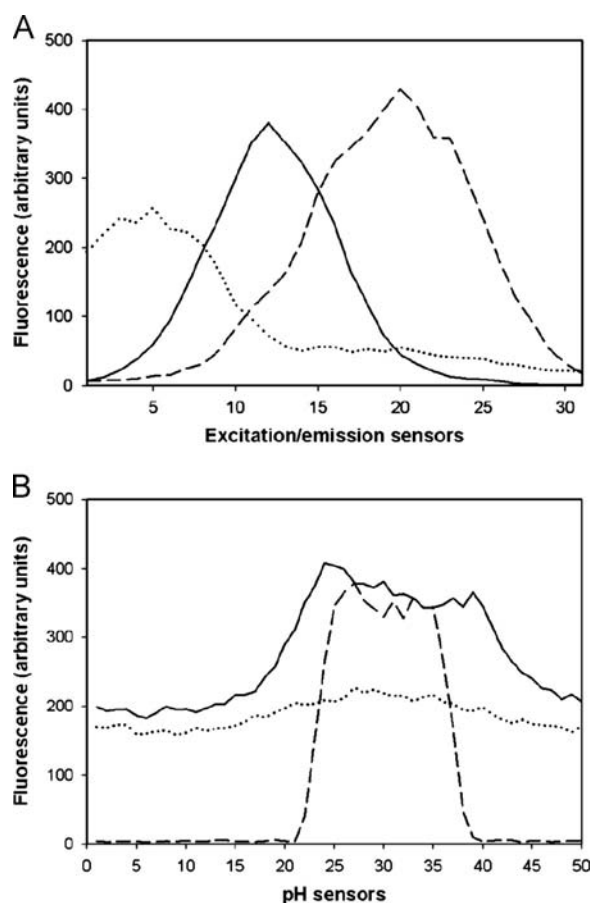 A
500
400
300
200
100
0
Fluorescence (arbitrary units)
5 10 15 20 25 30
Excitation/emission sensors
B
500
400
300
200
100
0
Fluorescence (arbitrary units)
0 5 10 15 20 25 30 35 40 45 50
pH sensors